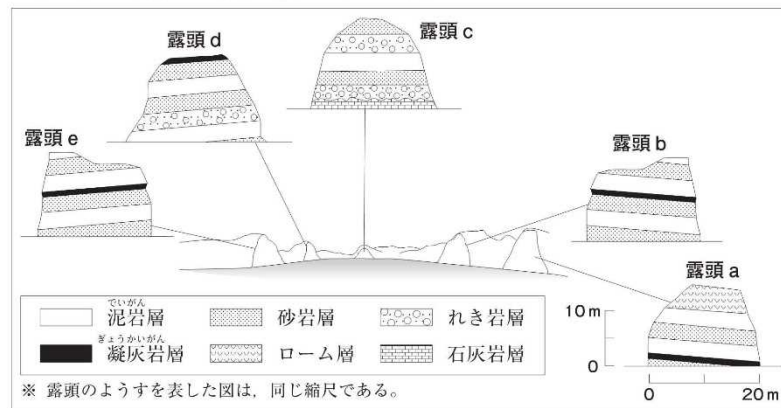 露頭 c
露頭 d
露頭 e
露頭 b
露頭 a
でいがん
泥岩層
砂岩層
れき岩層
ぎょうかいがん
凝灰岩層
ローム層
石灰岩層
※ 露頭のようすを表した図は，同じ縮尺である。
10 m
0
0
20 m